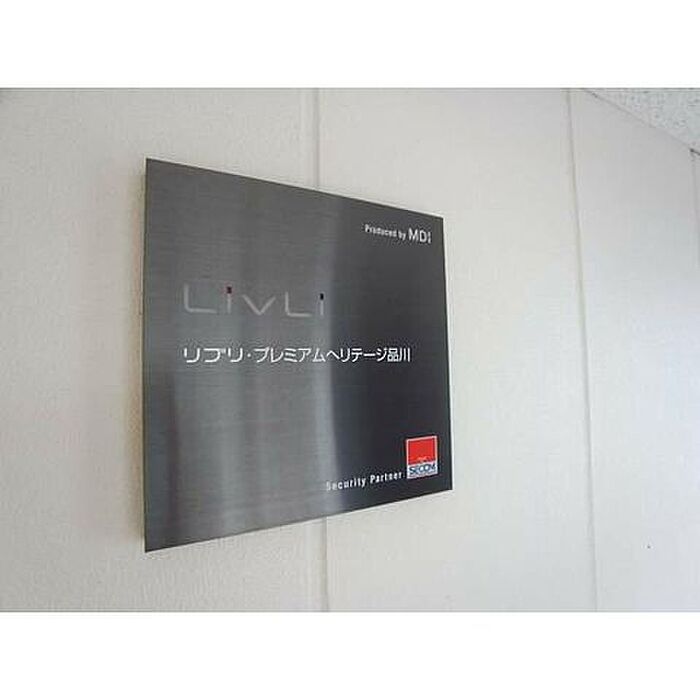 Produced by MDI
LivLi
リブリ・プレミアムヘリテージ品川
Security Partner
SECOM